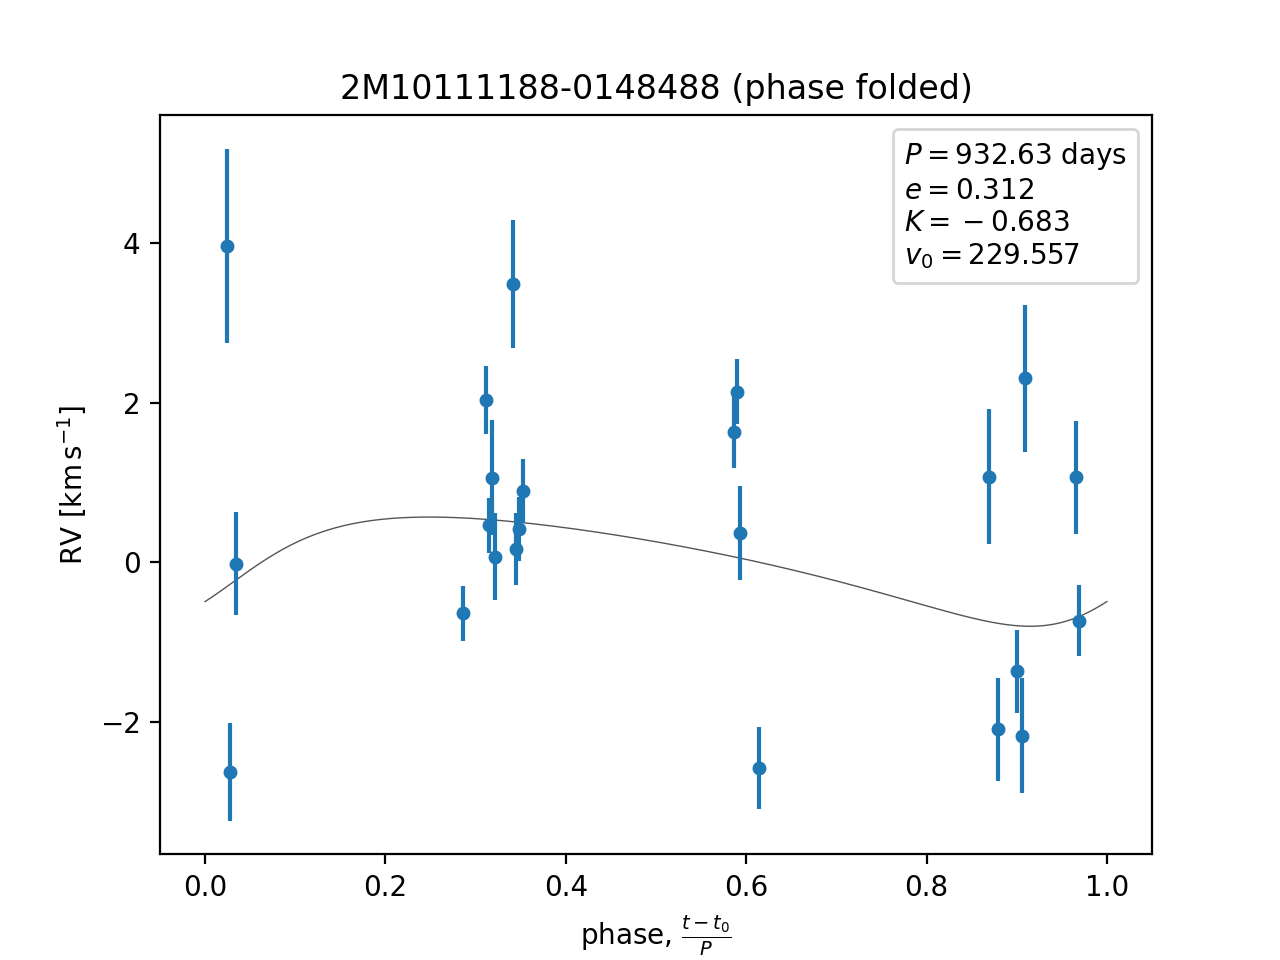 2M10111188-0148488 (phase folded)
P = 932.63 days
e = 0.312
K = −0.683
v₀ = 229.557
RV [km s⁻¹]
4
2
0
−2
0.0 0.2 0.4 0.6 0.8 1.0
phase, (t − t₀)/P